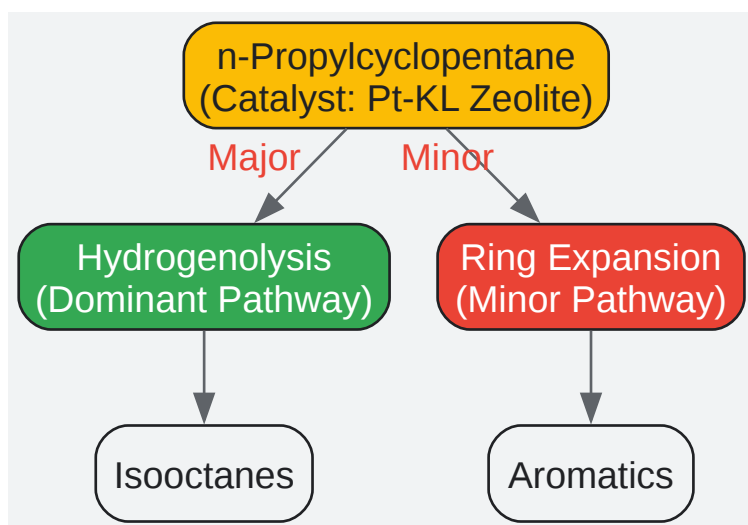 n-Propylcyclopentane
(Catalyst: Pt-KL Zeolite)
Major
Minor
Hydrogenolysis
(Dominant Pathway)
Ring Expansion
(Minor Pathway)
Isooctanes
Aromatics